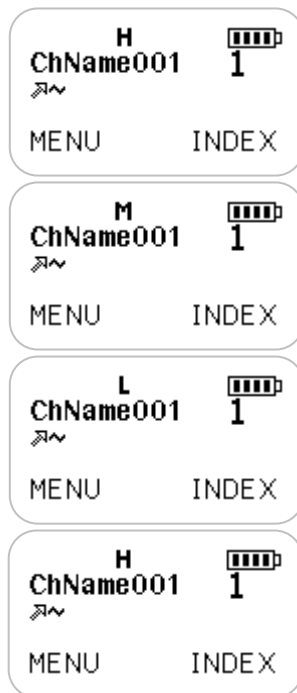 H
ChName001 1
MENU INDEX
M
ChName001 1
MENU INDEX
L
ChName001 1
MENU INDEX
H
ChName001 1
MENU INDEX